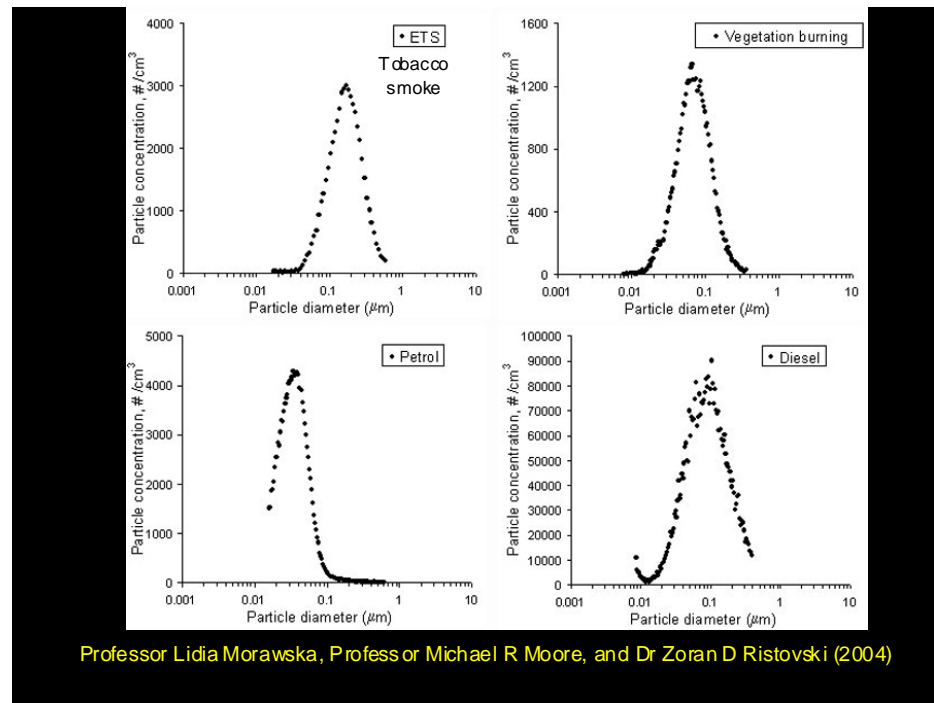 4000
3000
2000
1000
0
0.001 0.01 0.1 1 10
Particle concentration, #/cm³
Particle diameter (μm)
ETS
Tobacco
smoke
1600
1200
800
400
0
0.001 0.01 0.1 1 10
Particle concentration, #/cm³
Particle diameter (μm)
Vegetation burning
5000
4000
3000
2000
1000
0
0.001 0.01 0.1 1 10
Particle concentration, #/cm³
Particle diameter (μm)
Petrol
100000
90000
80000
70000
60000
50000
40000
30000
20000
10000
0
0.001 0.01 0.1 1 10
Particle concentration, #/cm³
Particle diameter (μm)
Diesel
Professor Lidia Morawska, Professor Michael R Moore, and Dr Zoran D Ristovski (2004)